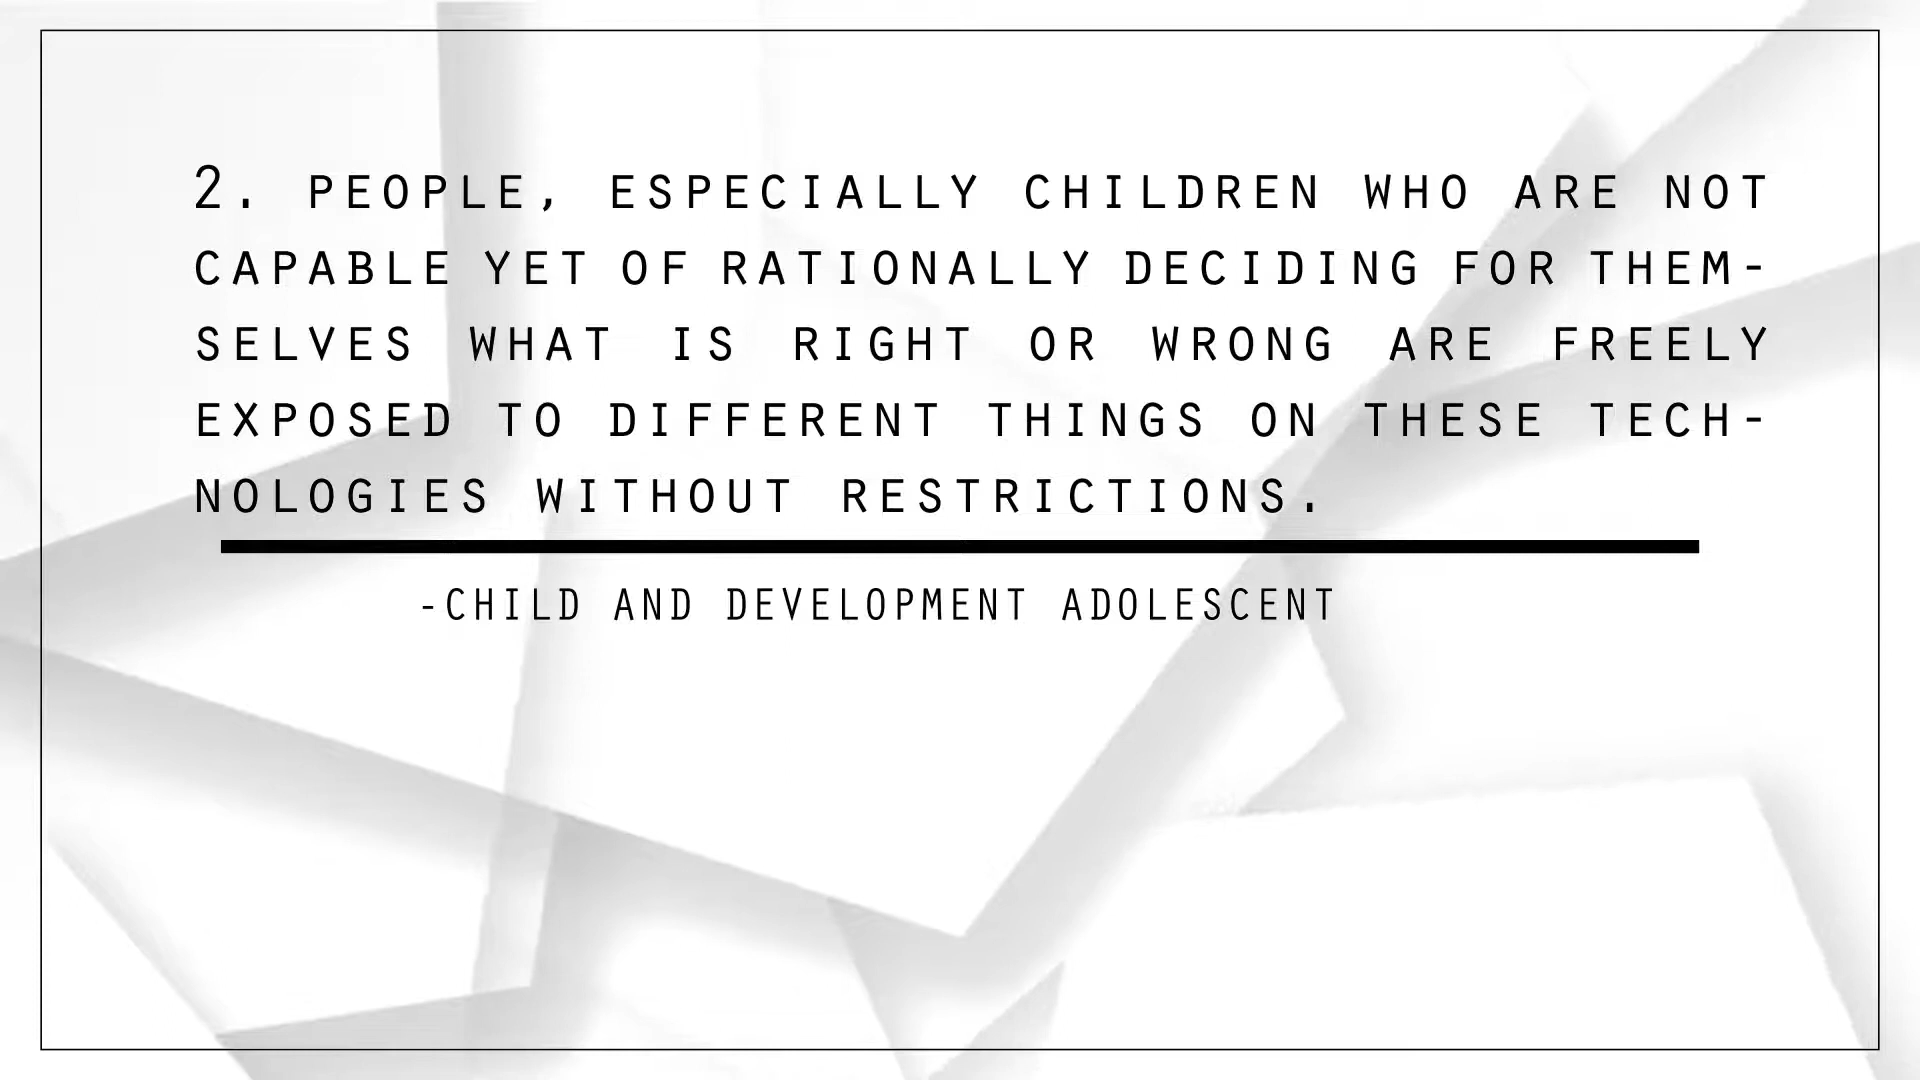 2. PEOPLE, ESPECIALLY CHILDREN WHO ARE NOT
CAPABLE YET OF RATIONALLY DECIDING FOR THEM-
SELVES WHAT IS RIGHT OR WRONG ARE FREELY
EXPOSED TO DIFFERENT THINGS ON THESE TECH-
NOLOGIES WITHOUT RESTRICTIONS.
-CHILD AND DEVELOPMENT ADOLESCENT